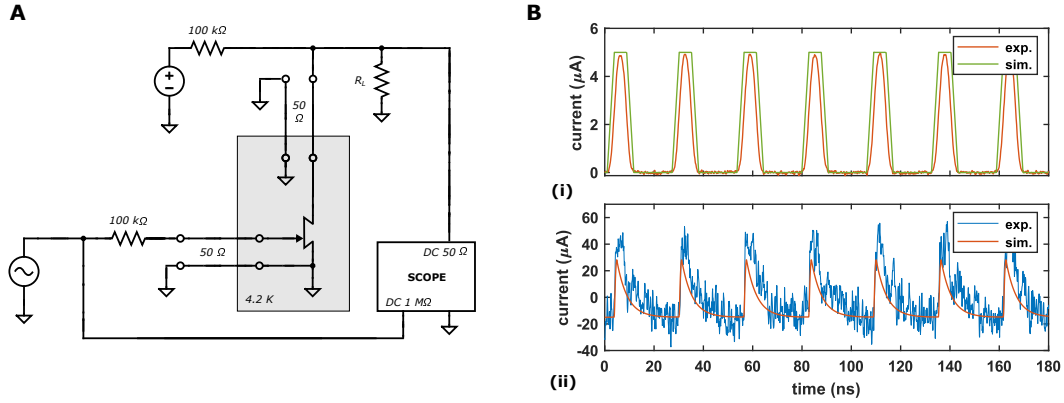 A
100 kΩ
R_L
50
Ω
100 kΩ
50 Ω
4.2 K
DC 50 Ω
SCOPE
DC 1 MΩ
B
current (μA)
6
4
2
0
exp.
sim.
(i)
current (μA)
60
40
20
0
-20
-40
exp.
sim.
0 20 40 60 80 100 120 140 160 180
time (ns)
(ii)